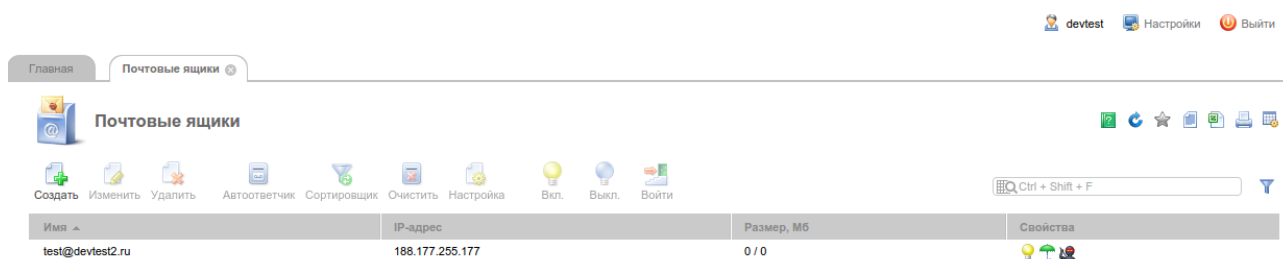 devtest Настройки Выйти
Главная Почтовые ящики
Почтовые ящики
Создать Изменить Удалить Автоответчик Сортировщик Очистить Настройка Вкл. Выкл. Войти
Ctrl + Shift + F
Имя IP-адрес Размер, Мб Свойства
test@devtest2.ru 188.177.255.177 0 / 0